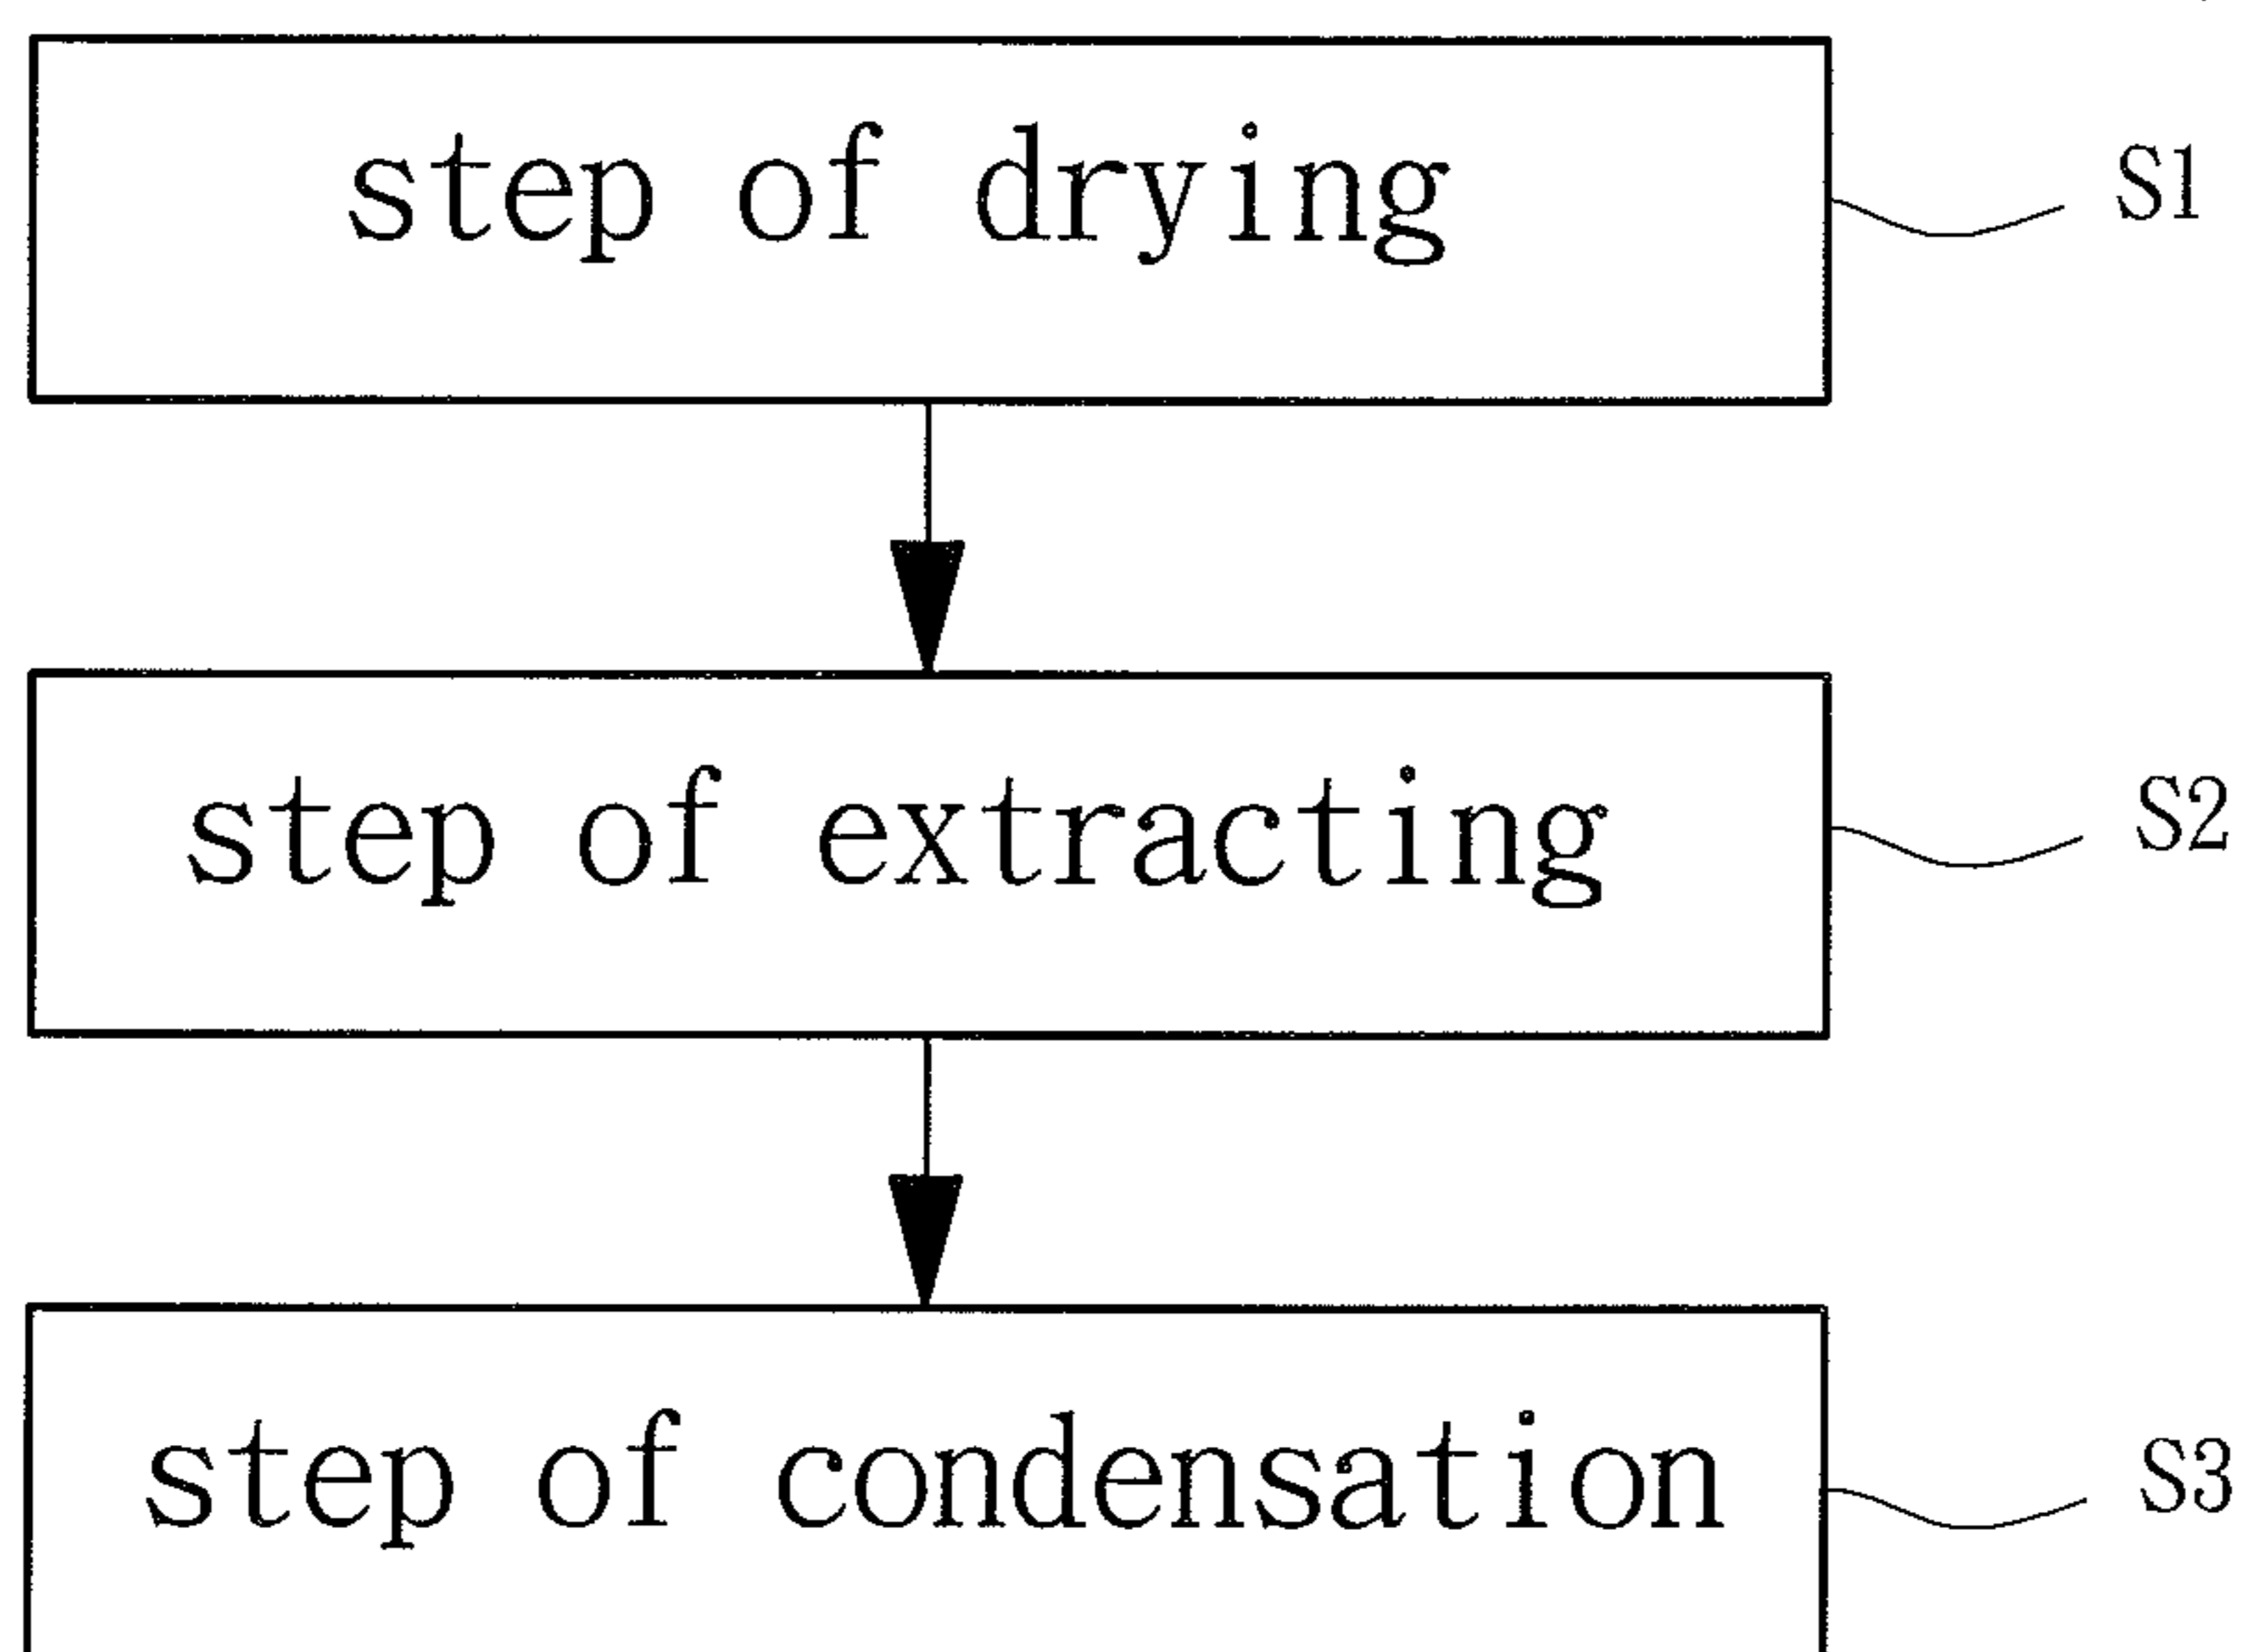 step of drying
S1
step of extracting
S2
step of condensation
S3